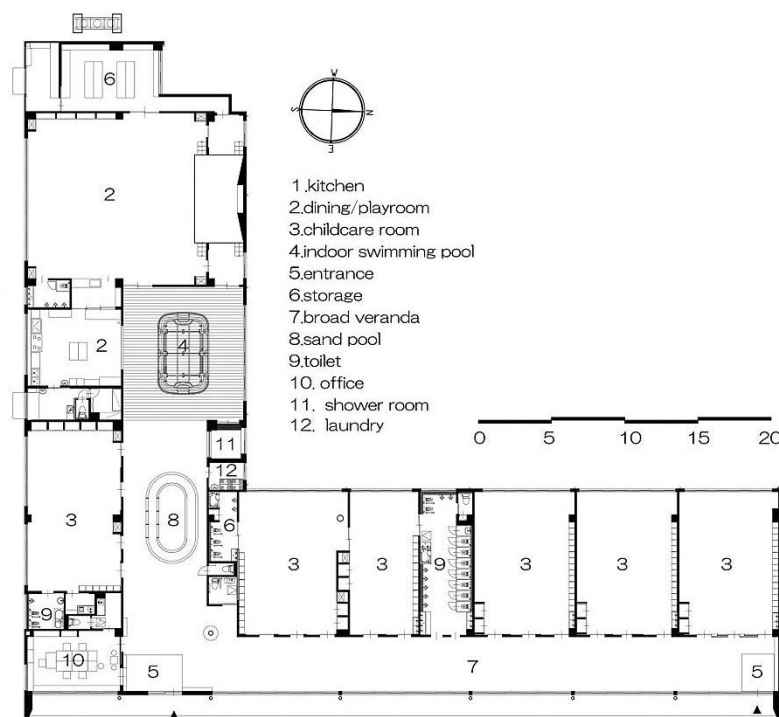 6
W
S
N
E
2
1.kitchen
2.dining/playroom
3.childcare room
4.indoor swimming pool
5.entrance
6.storage
7.broad veranda
8.sand pool
9.toilet
10. office
11. shower room
12. laundry
4
2
0 5 10 15 20
11
12
3
8
6
3 3 9 3 3 3
9
10
5
7
5